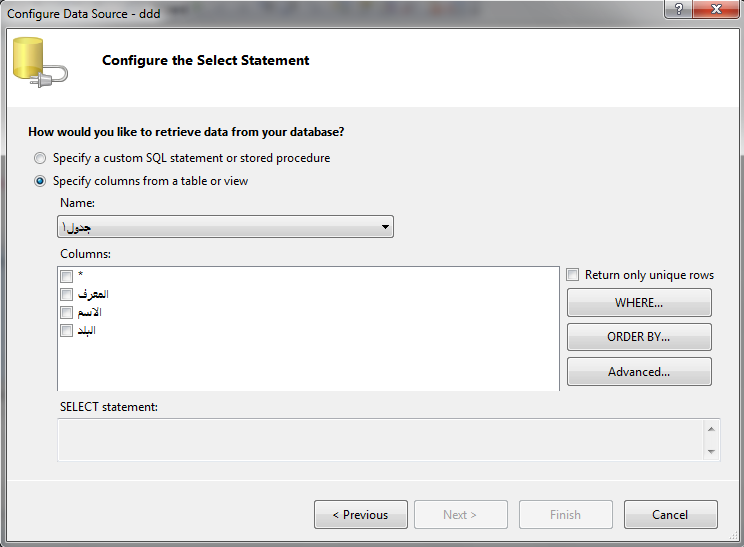 Configure Data Source - ddd
Configure the Select Statement
How would you like to retrieve data from your database?
Specify a custom SQL statement or stored procedure
Specify columns from a table or view
Name:
جدول١
Columns:
*
المعرف
الاسم
البلد
Return only unique rows
WHERE...
ORDER BY...
Advanced...
SELECT statement:
< Previous
Next >
Finish
Cancel